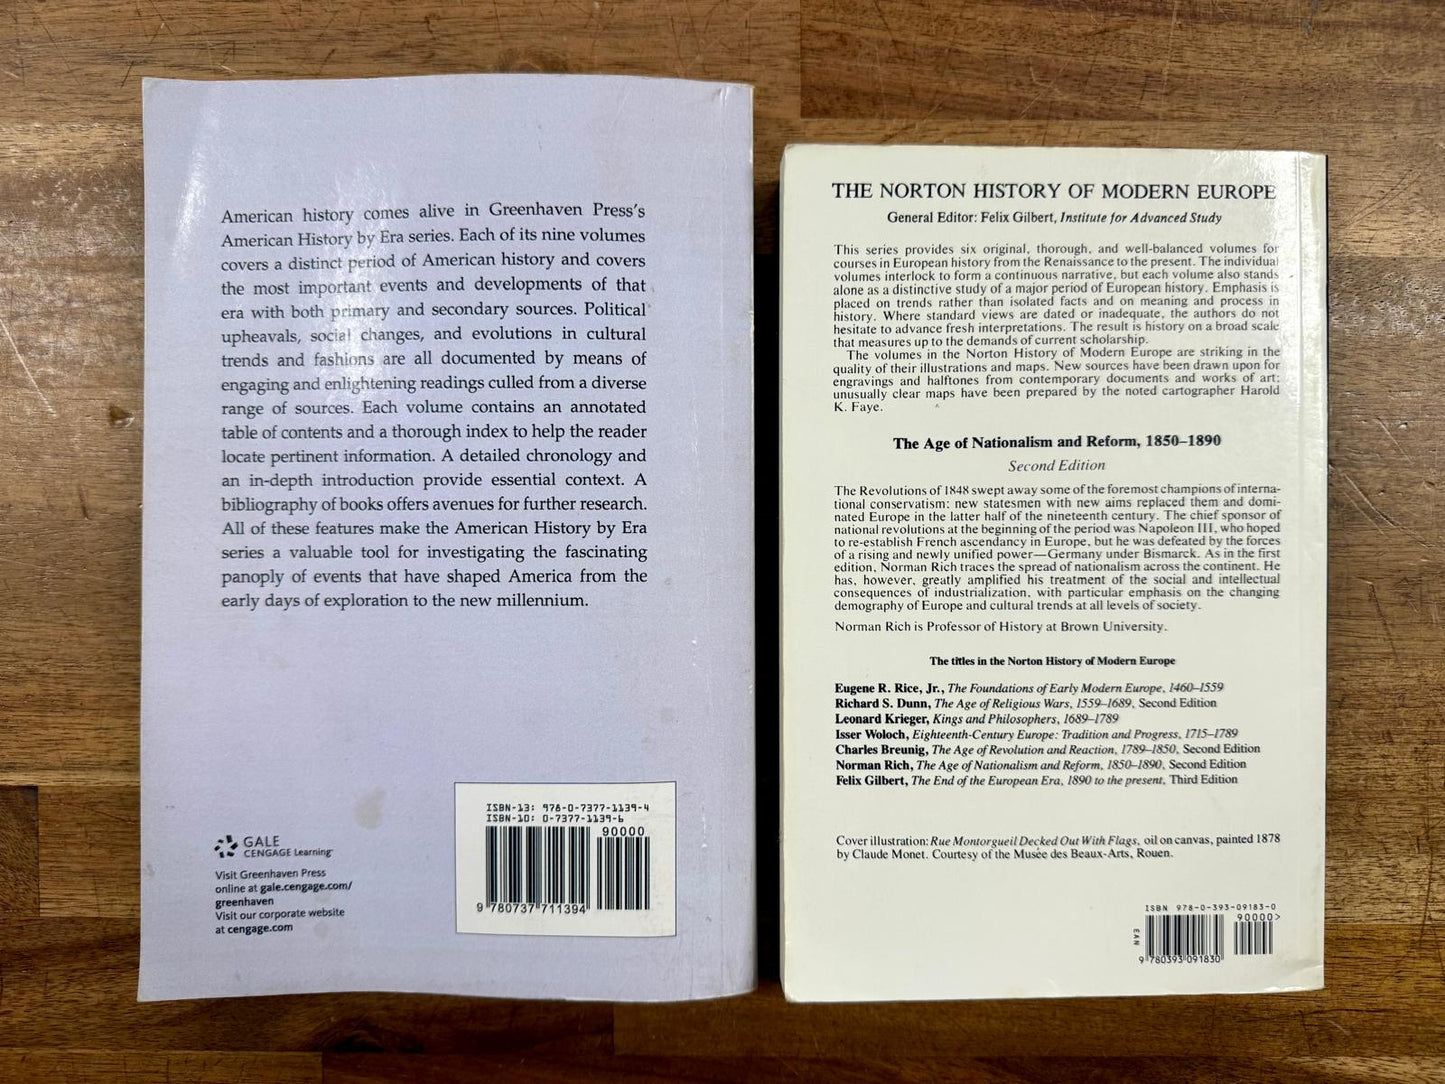 American history comes alive in Greenhaven Press's
American History by Era series. Each of its nine volumes
covers a distinct period of American history and covers
the most important events and developments of that
era with both primary and secondary sources. Political
upheavals, social changes, and evolutions in cultural
trends and fashions are all documented by means of
engaging and enlightening readings culled from a diverse
range of sources. Each volume contains an annotated
table of contents and a thorough index to help the reader
locate pertinent information. A detailed chronology and
an in-depth introduction provide essential context. A
bibliography of books offers avenues for further research.
All of these features make the American History by Era
series a valuable tool for investigating the fascinating
panoply of events that have shaped America from the
early days of exploration to the new millennium.
GALE
CENGAGE Learning™
Visit Greenhaven Press
online at gale.cengage.com/
greenhaven
Visit our corporate website
at cengage.com
ISBN-13: 978-0-7377-1139-4
ISBN-10: 0-7377-1139-6
90000
9 780737 711394
THE NORTON HISTORY OF MODERN EUROPE
General Editor: Felix Gilbert, Institute for Advanced Study
This series provides six original, thorough, and well-balanced volumes for
courses in European history from the Renaissance to the present. The individual
volumes interlock to form a continuous narrative, but each volume also stands
alone as a distinctive study of a major period of European history. Emphasis is
placed on trends rather than isolated facts and on meaning and process in
history. Where standard views are dated or inadequate, the authors do not
hesitate to advance fresh interpretations. The result is history on a broad scale
that measures up to the demands of current scholarship.
The volumes in the Norton History of Modern Europe are striking in the
quality of their illustrations and maps. New sources have been drawn upon for
engravings and halftones from contemporary documents and works of art;
unusually clear maps have been prepared by the noted cartographer Harold
K. Faye.
The Age of Nationalism and Reform, 1850–1890
Second Edition
The Revolutions of 1848 swept away some of the foremost champions of interna-
tional conservatism: new statesmen with new aims replaced them and domi-
nated Europe in the latter half of the nineteenth century. The chief sponsor of
national revolutions at the beginning of the period was Napoleon III, who hoped
to re-establish French ascendancy in Europe, but he was defeated by the forces
of a rising and newly unified power—Germany under Bismarck. As in the first
edition, Norman Rich traces the spread of nationalism across the continent. He
has, however, greatly amplified his treatment of the social and intellectual
consequences of industrialization, with particular emphasis on the changing
demography of Europe and cultural trends at all levels of society.
Norman Rich is Professor of History at Brown University.
The titles in the Norton History of Modern Europe
Eugene R. Rice, Jr., The Foundations of Early Modern Europe, 1460–1559
Richard S. Dunn, The Age of Religious Wars, 1559–1689, Second Edition
Leonard Krieger, Kings and Philosophers, 1689–1789
Isser Woloch, Eighteenth-Century Europe: Tradition and Progress, 1715–1789
Charles Breunig, The Age of Revolution and Reaction, 1789–1850, Second Edition
Norman Rich, The Age of Nationalism and Reform, 1850–1890, Second Edition
Felix Gilbert, The End of the European Era, 1890 to the present, Third Edition
Cover illustration: Rue Montorgueil Decked Out With Flags, oil on canvas, painted 1878
by Claude Monet. Courtesy of the Musée des Beaux-Arts, Rouen.
ISBN 978-0-393-09183-0
90000>
EAN
9 780393 091830